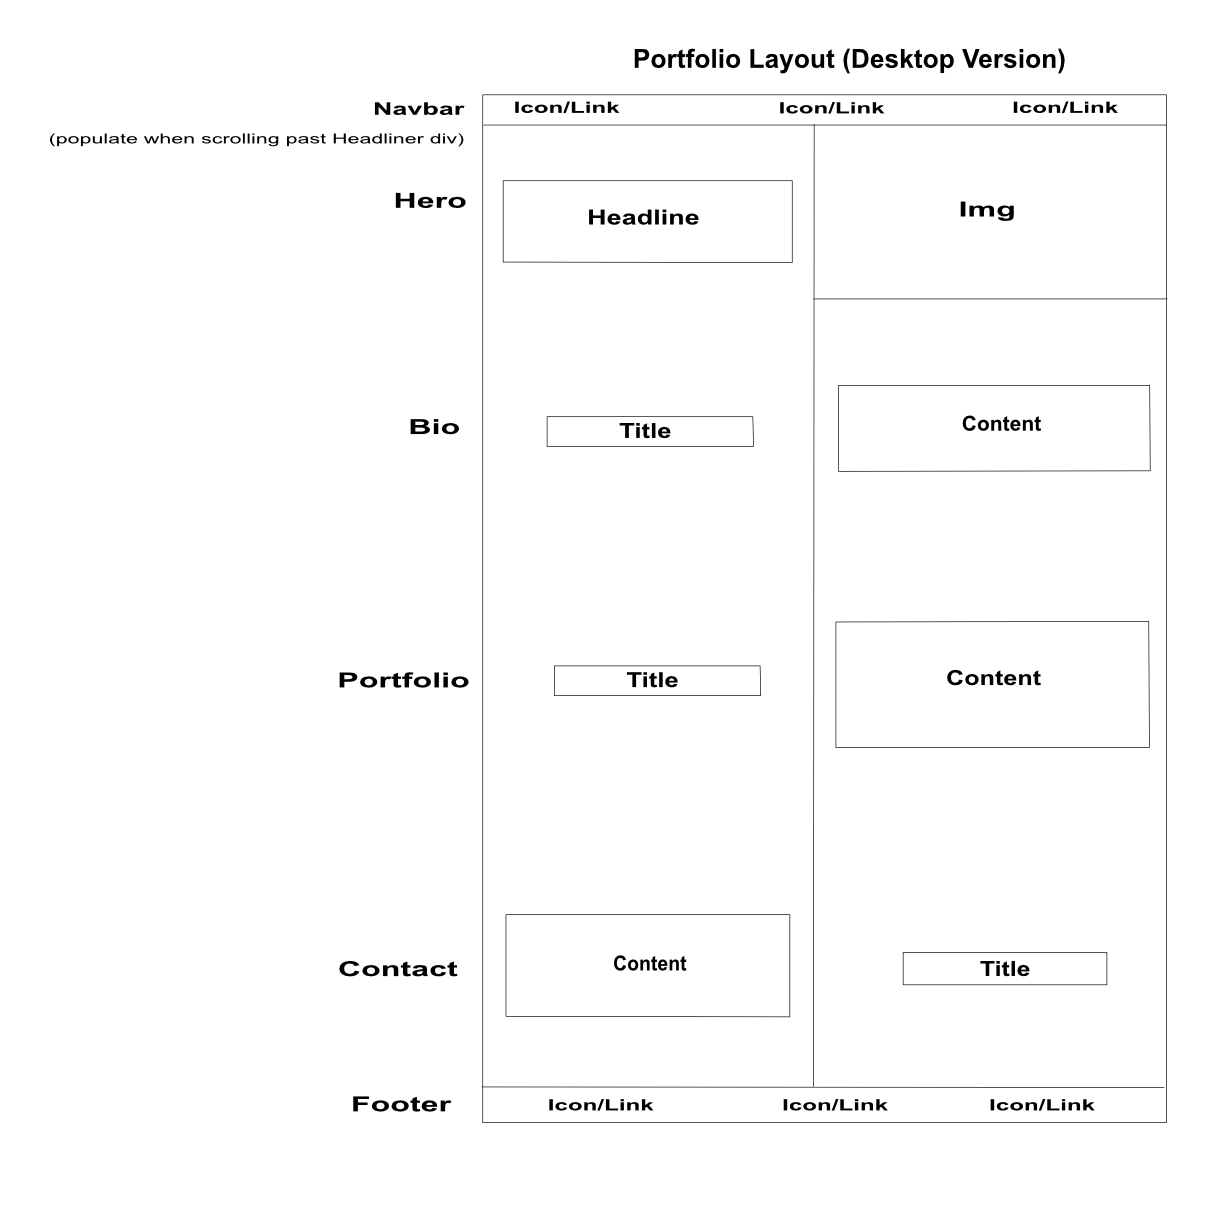 Portfolio Layout (Desktop Version)
Navbar
Icon/Link
Icon/Link
Icon/Link
(populate when scrolling past Headliner div)
Hero
Headline
Img
Bio
Title
Content
Portfolio
Title
Content
Contact
Content
Title
Footer
Icon/Link
Icon/Link
Icon/Link